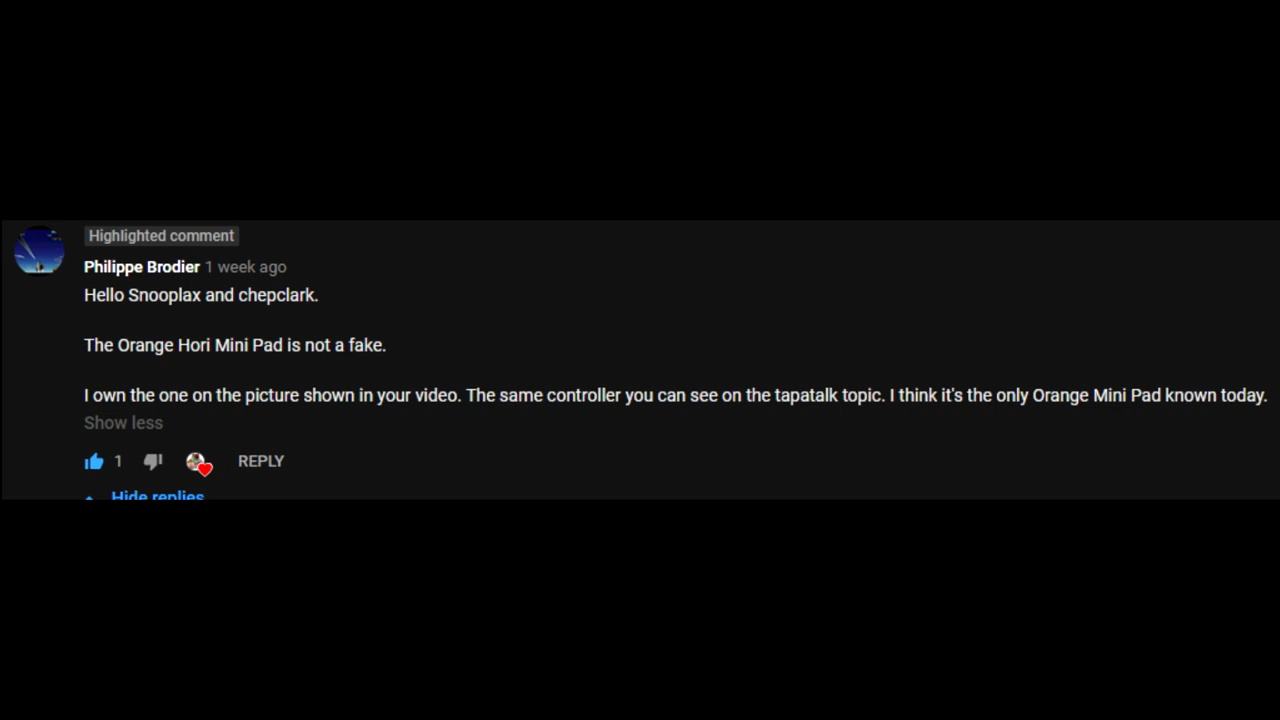 Highlighted comment
Philippe Brodier 1 week ago
Hello Snooplax and chepclark.
The Orange Hori Mini Pad is not a fake.
I own the one on the picture shown in your video. The same controller you can see on the tapatalk topic. I think it's the only Orange Mini Pad known today.
Show less
1
REPLY
Hide replies